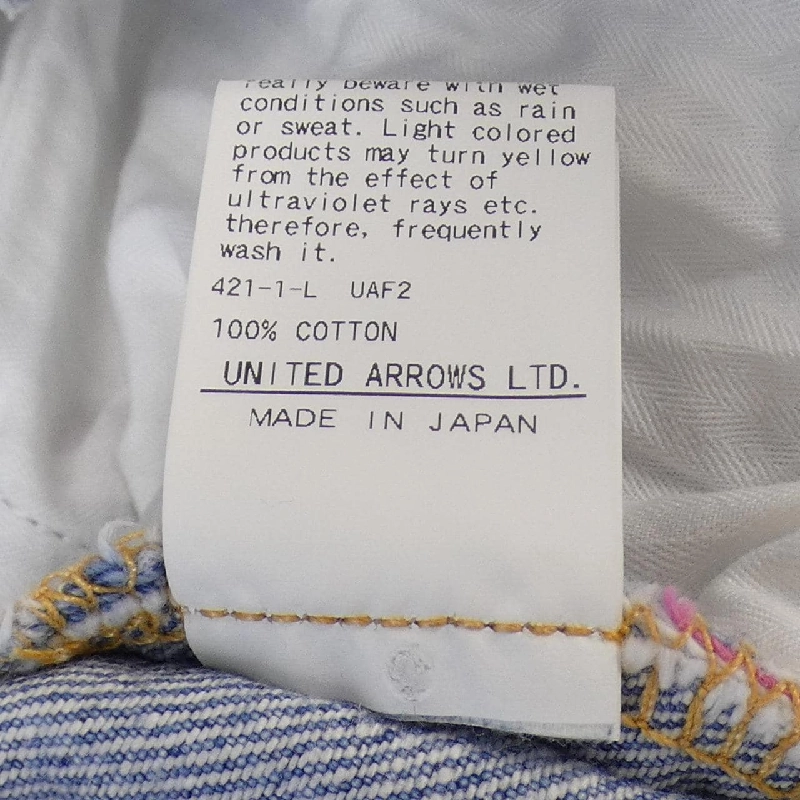 really beware with wet
conditions such as rain
or sweat. Light colored
products may turn yellow
from the effect of
ultraviolet rays etc.
therefore, frequently
wash it.
421-1-L UAF2
100% COTTON
UNITED ARROWS LTD.
MADE IN JAPAN